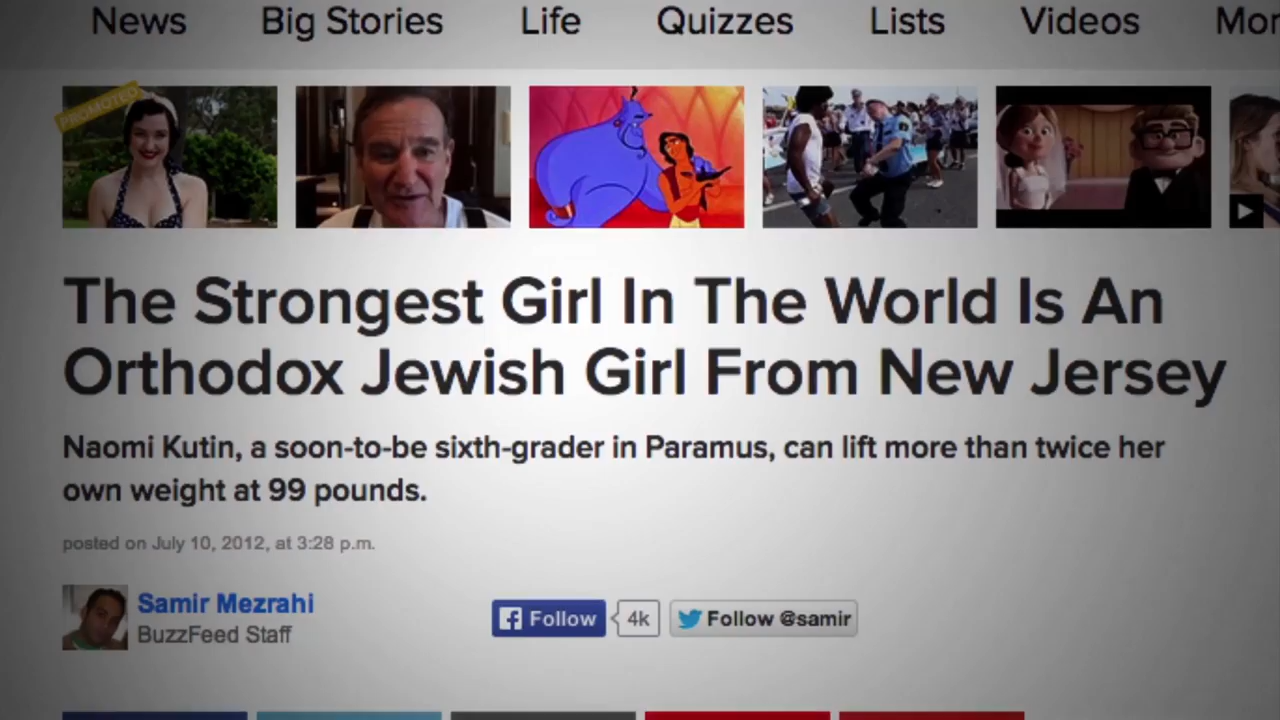 News Big Stories Life Quizzes Lists Videos
PROMOTED
The Strongest Girl In The World Is An
Orthodox Jewish Girl From New Jersey
Naomi Kutin, a soon-to-be sixth-grader in Paramus, can lift more than twice her
own weight at 99 pounds.
posted on July 10, 2012, at 3:28 p.m.
Samir Mezrahi
BuzzFeed Staff
Follow 4k Follow @samir